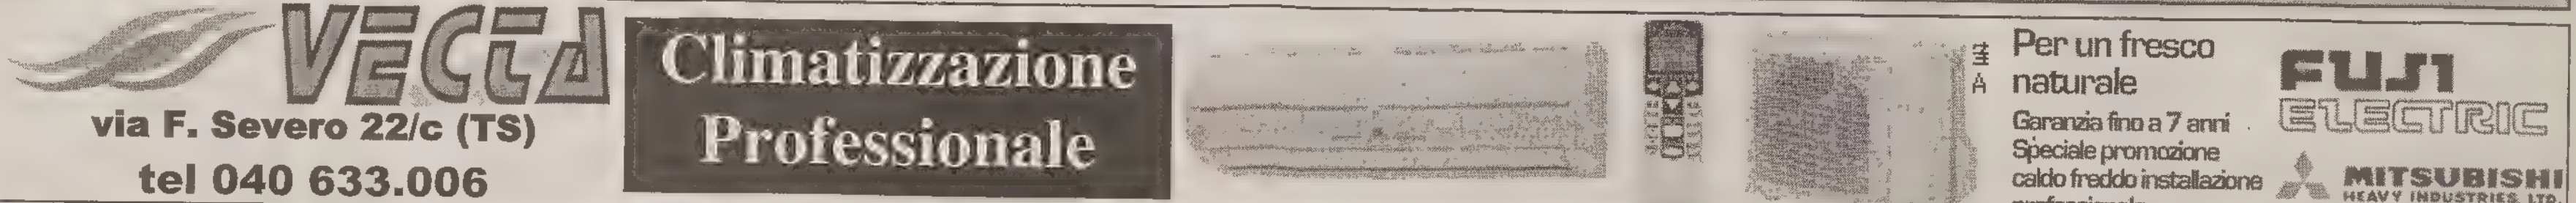 VECTA
via F. Severo 22/c (TS)
tel 040 633.006
Climatizzazione
Professionale
A
Per un fresco
naturale
Garanzia fino a 7 anni
Speciale promozione
caldo freddo installazione
FUJI
ELECTRIC
MITSUBISHI
HEAVY INDUSTRIES, LTD.